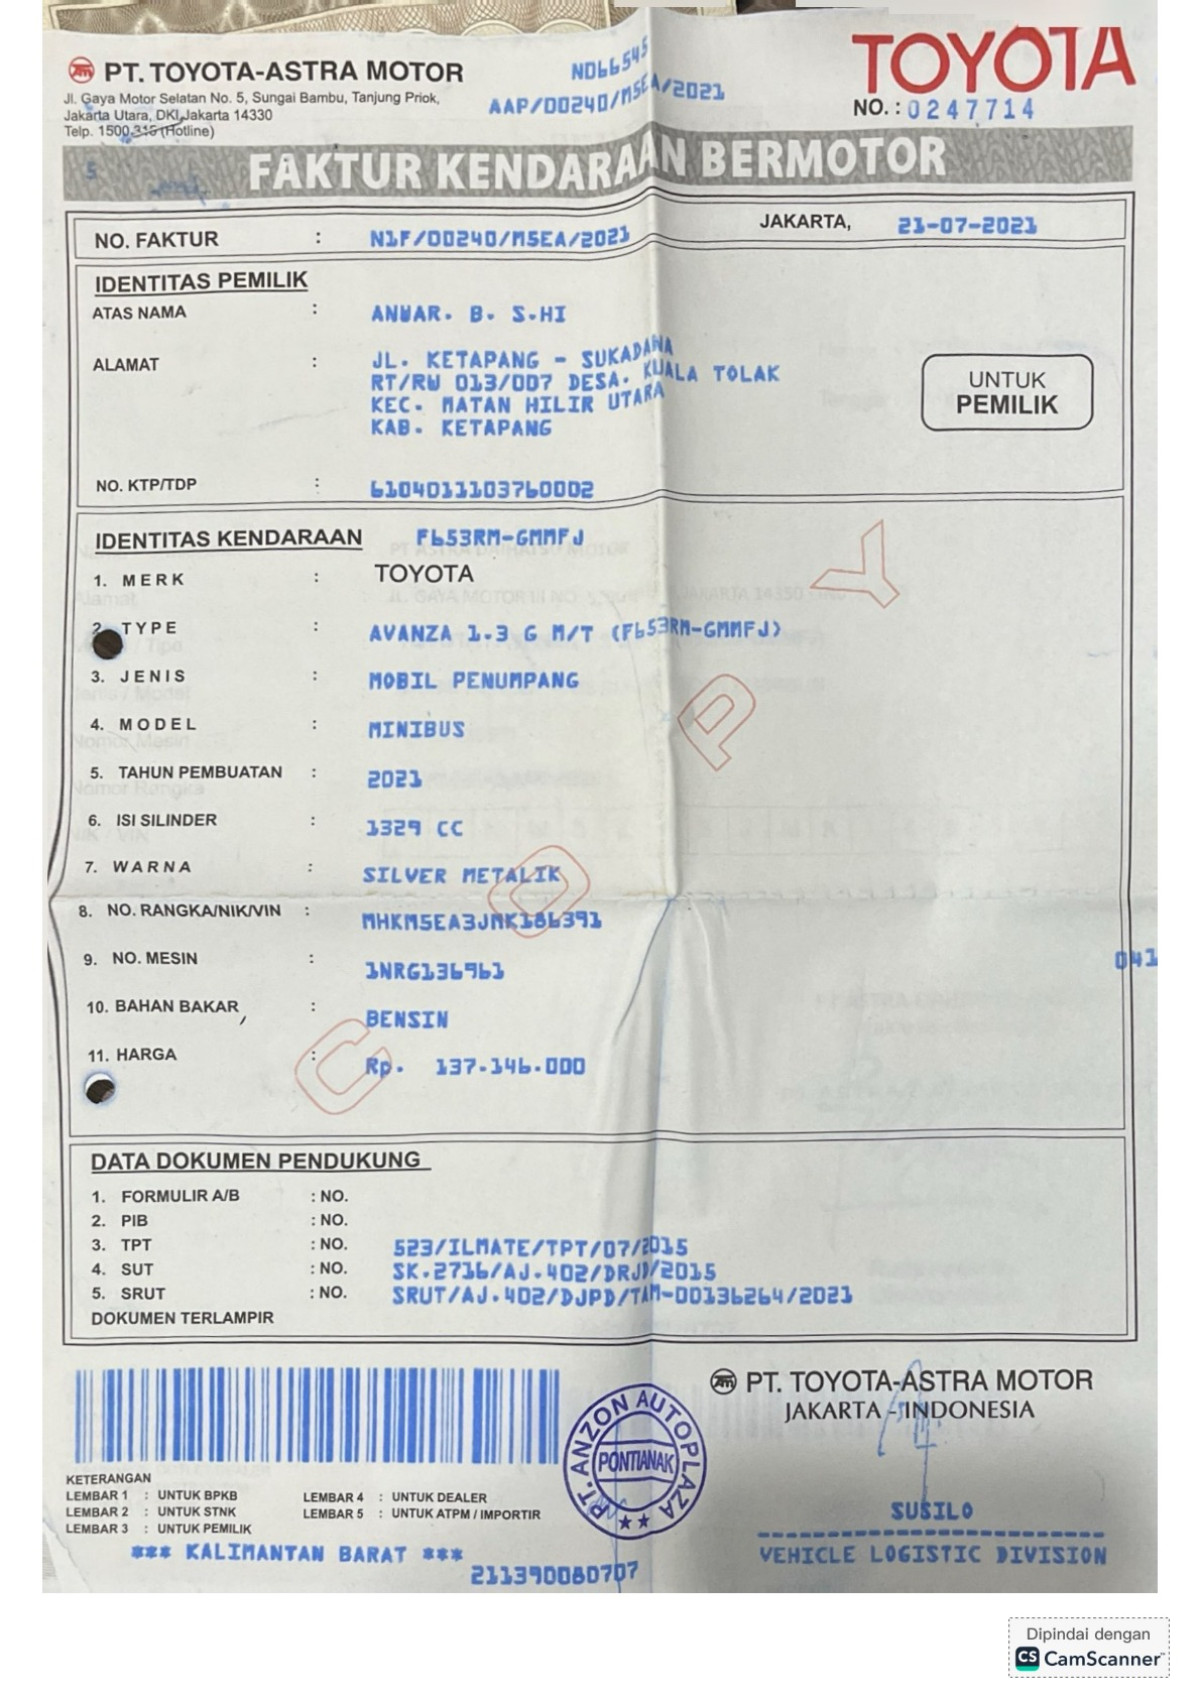 PT. TOYOTA-ASTRA MOTOR
Jl. Gaya Motor Selatan No. 5, Sungai Bambu, Tanjung Priok,
Jakarta Utara, DKI Jakarta 14330
Telp. 1500 315 (Hotline)
ND66545
AAP/00240/M5EA/2021
TOYOTA
NO. : 0247714
FAKTUR KENDARAAN BERMOTOR
NO. FAKTUR : N1F/00240/M5EA/2021
JAKARTA, 21-07-2021
IDENTITAS PEMILIK
ATAS NAMA : ANWAR. B. S.HI
ALAMAT : JL. KETAPANG - SUKADANA
RT/RW 013/007 DESA. KUALA TOLAK
KEC. MATAN HILIR UTARA
KAB. KETAPANG
UNTUK
PEMILIK
NO. KTP/TDP : 6104011103760002
IDENTITAS KENDARAAN F653RM-GMMFJ
1. MERK : TOYOTA
2. TYPE : AVANZA 1.3 G M/T (F653RM-GMMFJ)
3. JENIS : MOBIL PENUMPANG
4. MODEL : MINIBUS
5. TAHUN PEMBUATAN : 2021
6. ISI SILINDER : 1329 CC
7. WARNA : SILVER METALIK
8. NO. RANGKA/NIK/VIN : MHKM5EA3JMK186391
9. NO. MESIN : 1NRG136961
041
10. BAHAN BAKAR : BENSIN
11. HARGA : Rp. 137.146.000
COPY
DATA DOKUMEN PENDUKUNG
1. FORMULIR A/B : NO.
2. PIB : NO.
3. TPT : NO. 523/ILMATE/TPT/07/2015
4. SUT : NO. SK.2716/AJ.402/DRJD/2015
5. SRUT : NO. SRUT/AJ.402/DJPD/TAM-00136264/2021
DOKUMEN TERLAMPIR
PT. TOYOTA-ASTRA MOTOR
JAKARTA - INDONESIA
PT. ANZON AUTOPLAZA
PONTIANAK
KETERANGAN
LEMBAR 1 : UNTUK BPKB
LEMBAR 2 : UNTUK STNK
LEMBAR 3 : UNTUK PEMILIK
LEMBAR 4 : UNTUK DEALER
LEMBAR 5 : UNTUK ATPM / IMPORTIR
SUSILO
VEHICLE LOGISTIC DIVISION
*** KALIMANTAN BARAT ***
211390080707
Dipindai dengan
CS CamScanner